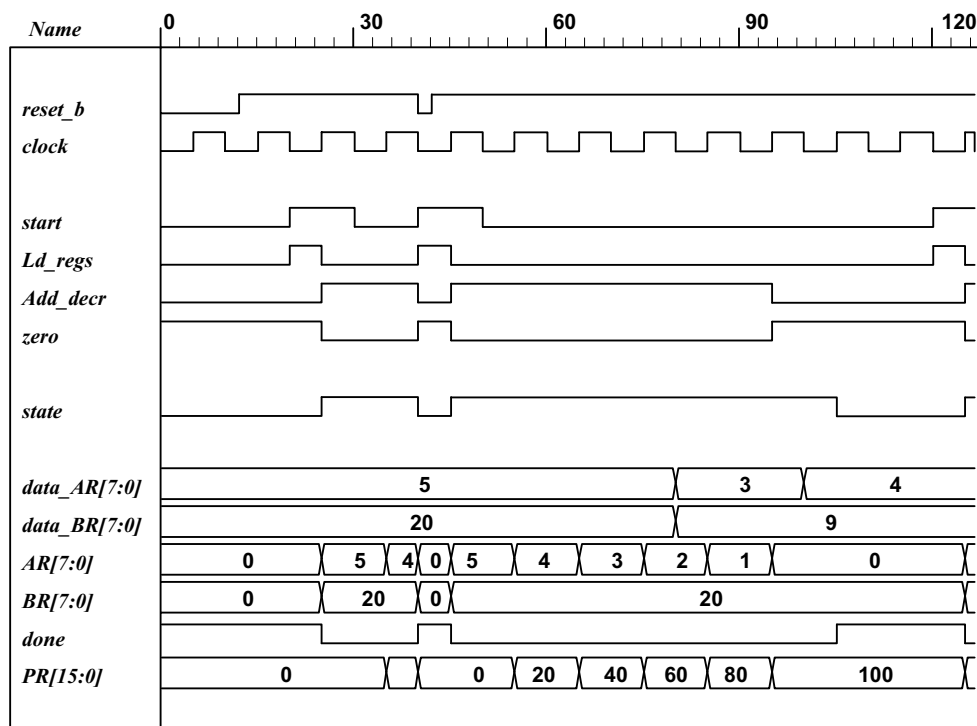 Name 0 30 60 90 120
reset_b
clock
start
Ld_regs
Add_decr
zero
state
data_AR[7:0] 5 3 4
data_BR[7:0] 20 9
AR[7:0] 0 5 4 0 5 4 3 2 1 0
BR[7:0] 0 20 0 20
done
PR[15:0] 0 0 20 40 60 80 100